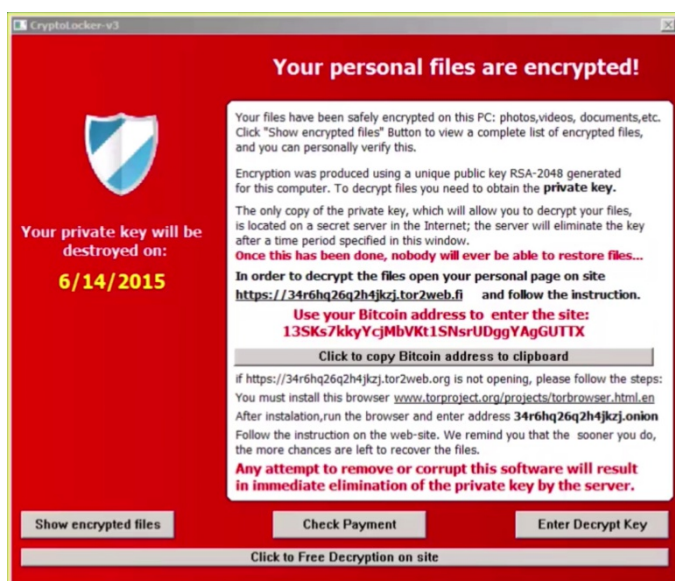 CryptoLocker-v3
Your personal files are encrypted!
Your private key will be
destroyed on:
6/14/2015
Your files have been safely encrypted on this PC: photos,videos, documents,etc.
Click "Show encrypted files" Button to view a complete list of encrypted files,
and you can personally verify this.
Encryption was produced using a unique public key RSA-2048 generated
for this computer. To decrypt files you need to obtain the private key.
The only copy of the private key, which will allow you to decrypt your files,
is located on a secret server in the Internet; the server will eliminate the key
after a time period specified in this window.
Once this has been done, nobody will ever be able to restore files...
In order to decrypt the files open your personal page on site
https://34r6hq26q2h4jkzj.tor2web.fi and follow the instruction.
Use your Bitcoin address to enter the site:
13SKs7kkyYcjMbVKt1SNsrUDggYAgGUTTX
Click to copy Bitcoin address to clipboard
if https://34r6hq26q2h4jkzj.tor2web.org is not opening, please follow the steps:
You must install this browser www.torproject.org/projects/torbrowser.html.en
After instalation,run the browser and enter address 34r6hq26q2h4jkzj.onion
Follow the instruction on the web-site. We remind you that the sooner you do,
the more chances are left to recover the files.
Any attempt to remove or corrupt this software will result
in immediate elimination of the private key by the server.
Show encrypted files
Check Payment
Enter Decrypt Key
Click to Free Decryption on site